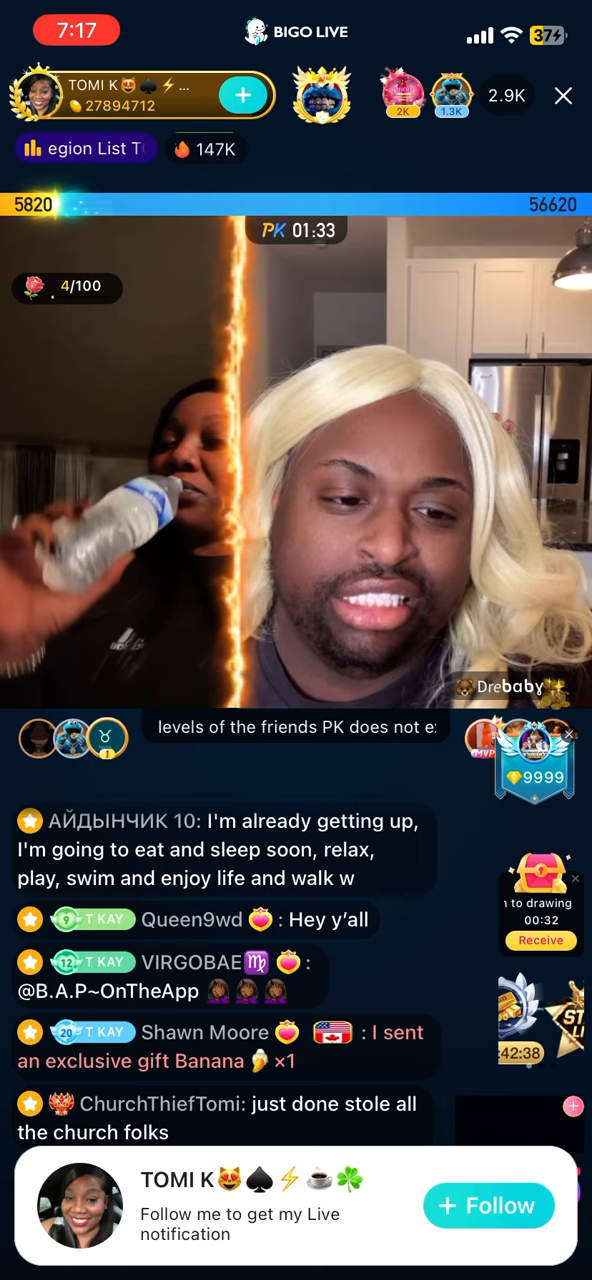 7:17
BIGO LIVE
37
TOMI K😻♠️⚡ ...
27894712
2K
1.3K
2.9K
egion List T
147K
5820
56620
PK 01:33
4/100
Drebaby✨
levels of the friends PK does not e
MVP
9999
АЙДЫНЧИК 10: I'm already getting up,
I'm going to eat and sleep soon, relax,
play, swim and enjoy life and walk w
to drawing
00:32
Receive
9 T KAY Queen9wd : Hey y'all
12 T KAY VIRGOBAE♍ :
@B.A.P~OnTheApp 🤦🏾‍♀️🤦🏾‍♀️🤦🏾‍♀️
20 T KAY Shawn Moore : I sent
an exclusive gift Banana 🍌 ×1
:42:38
ST
ChurchThiefTomi: just done stole all
the church folks
TOMI K😻♠️⚡☕☘️
Follow me to get my Live
notification
+ Follow